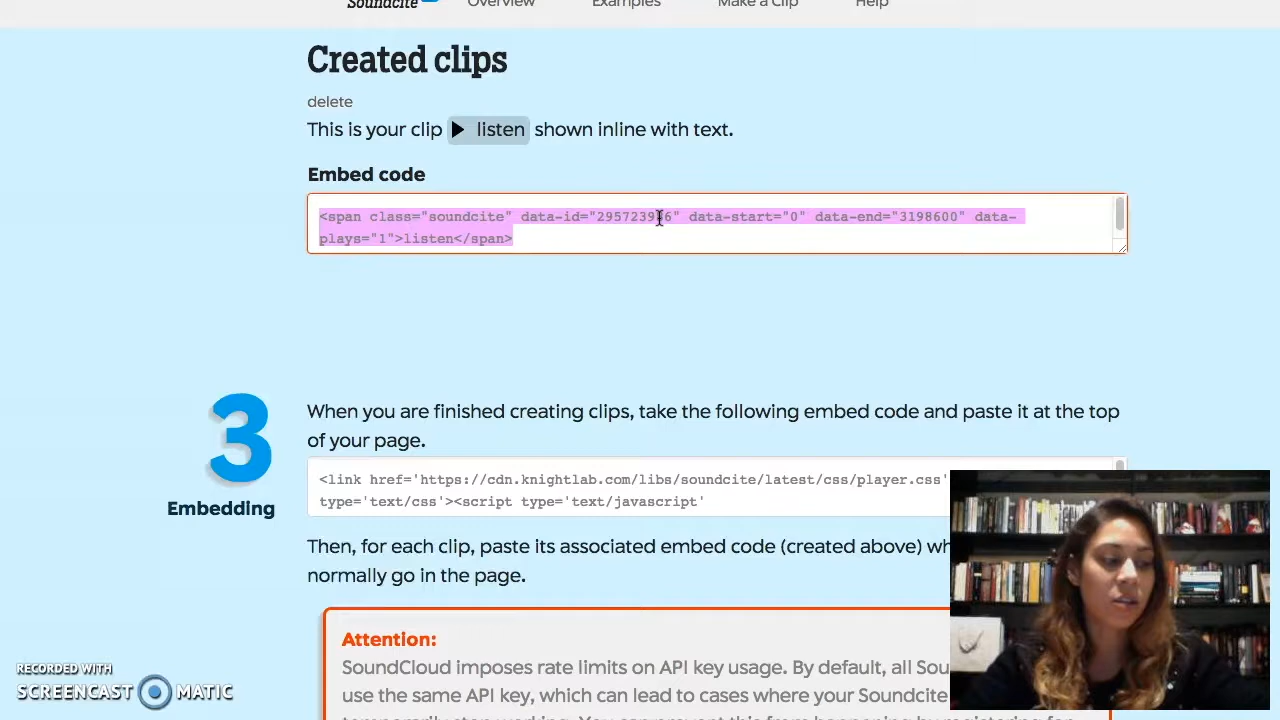 Soundcite
Overview
Examples
Make a Clip
Help
Created clips
delete
This is your clip listen shown inline with text.
Embed code
<span class="soundcite" data-start="0" data-end="3198600" data-
plays="1">listen</span>
3
Embedding
When you are finished creating clips, take the following embed code and paste it at the top
of your page.
<link href='https://cdn.knightlab.com/libs/soundcite/latest/css/player.css'
type='text/css'><script type='text/javascript'
Then, for each clip, paste its associated embed code (created above)
normally go in the page.
Attention:
SoundCloud imposes rate limits on API key usage. By default, all
use the same API key, which can lead to cases where your Soundcite
RECORDED WITH
SCREENCAST MATIC